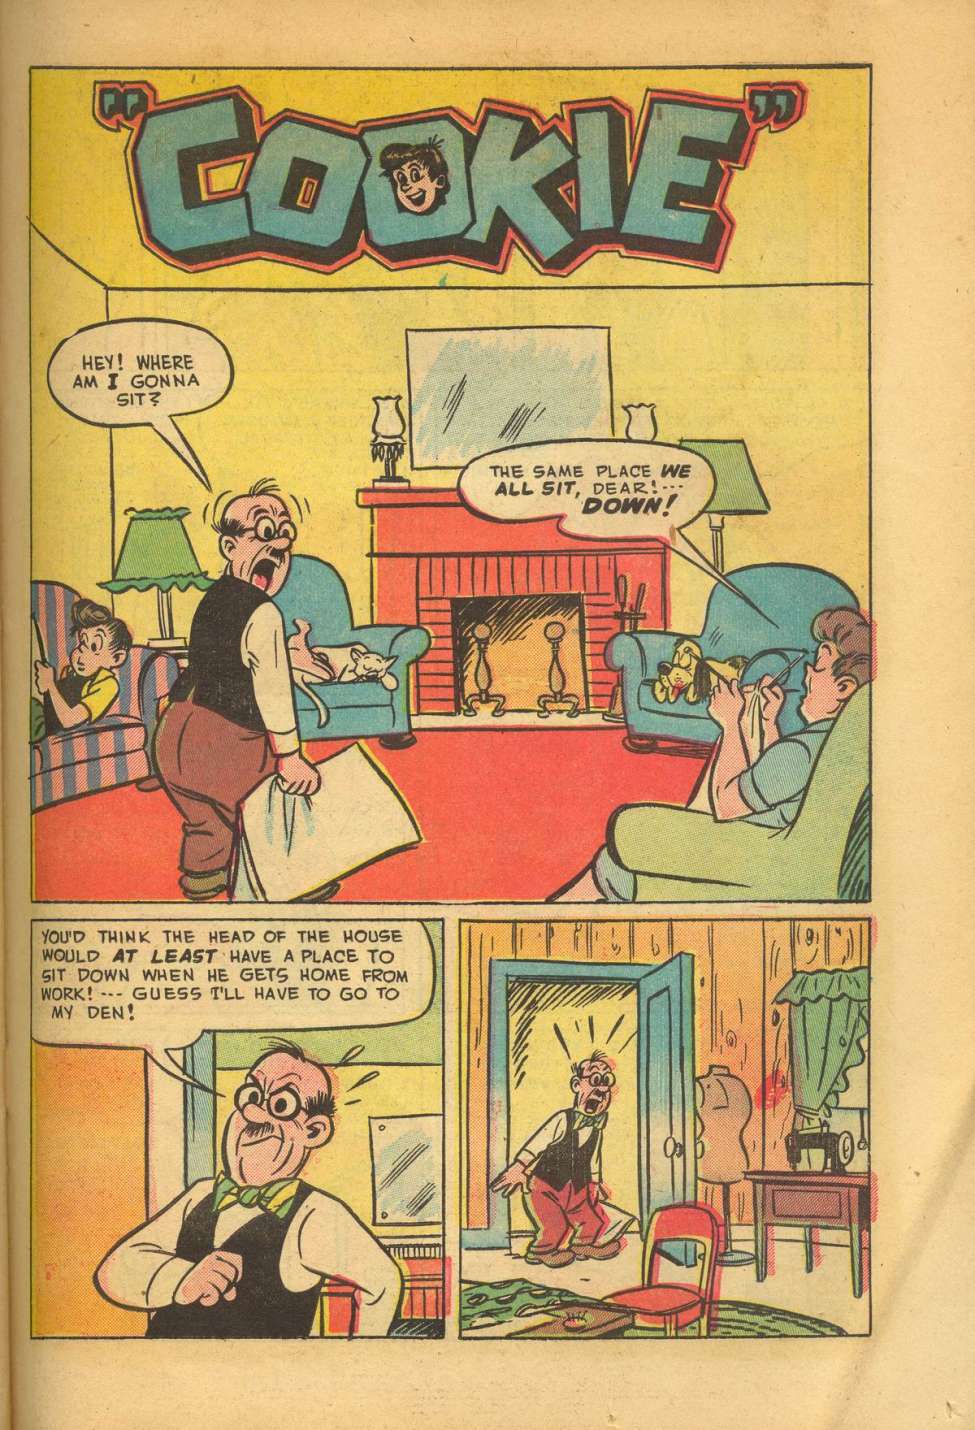 "COOKIE"
HEY! WHERE
AM I GONNA
SIT?
THE SAME PLACE WE
ALL SIT, DEAR!---
DOWN!
YOU'D THINK THE HEAD OF THE HOUSE
WOULD AT LEAST HAVE A PLACE TO
SIT DOWN WHEN HE GETS HOME FROM
WORK! --- GUESS I'LL HAVE TO GO TO
MY DEN!